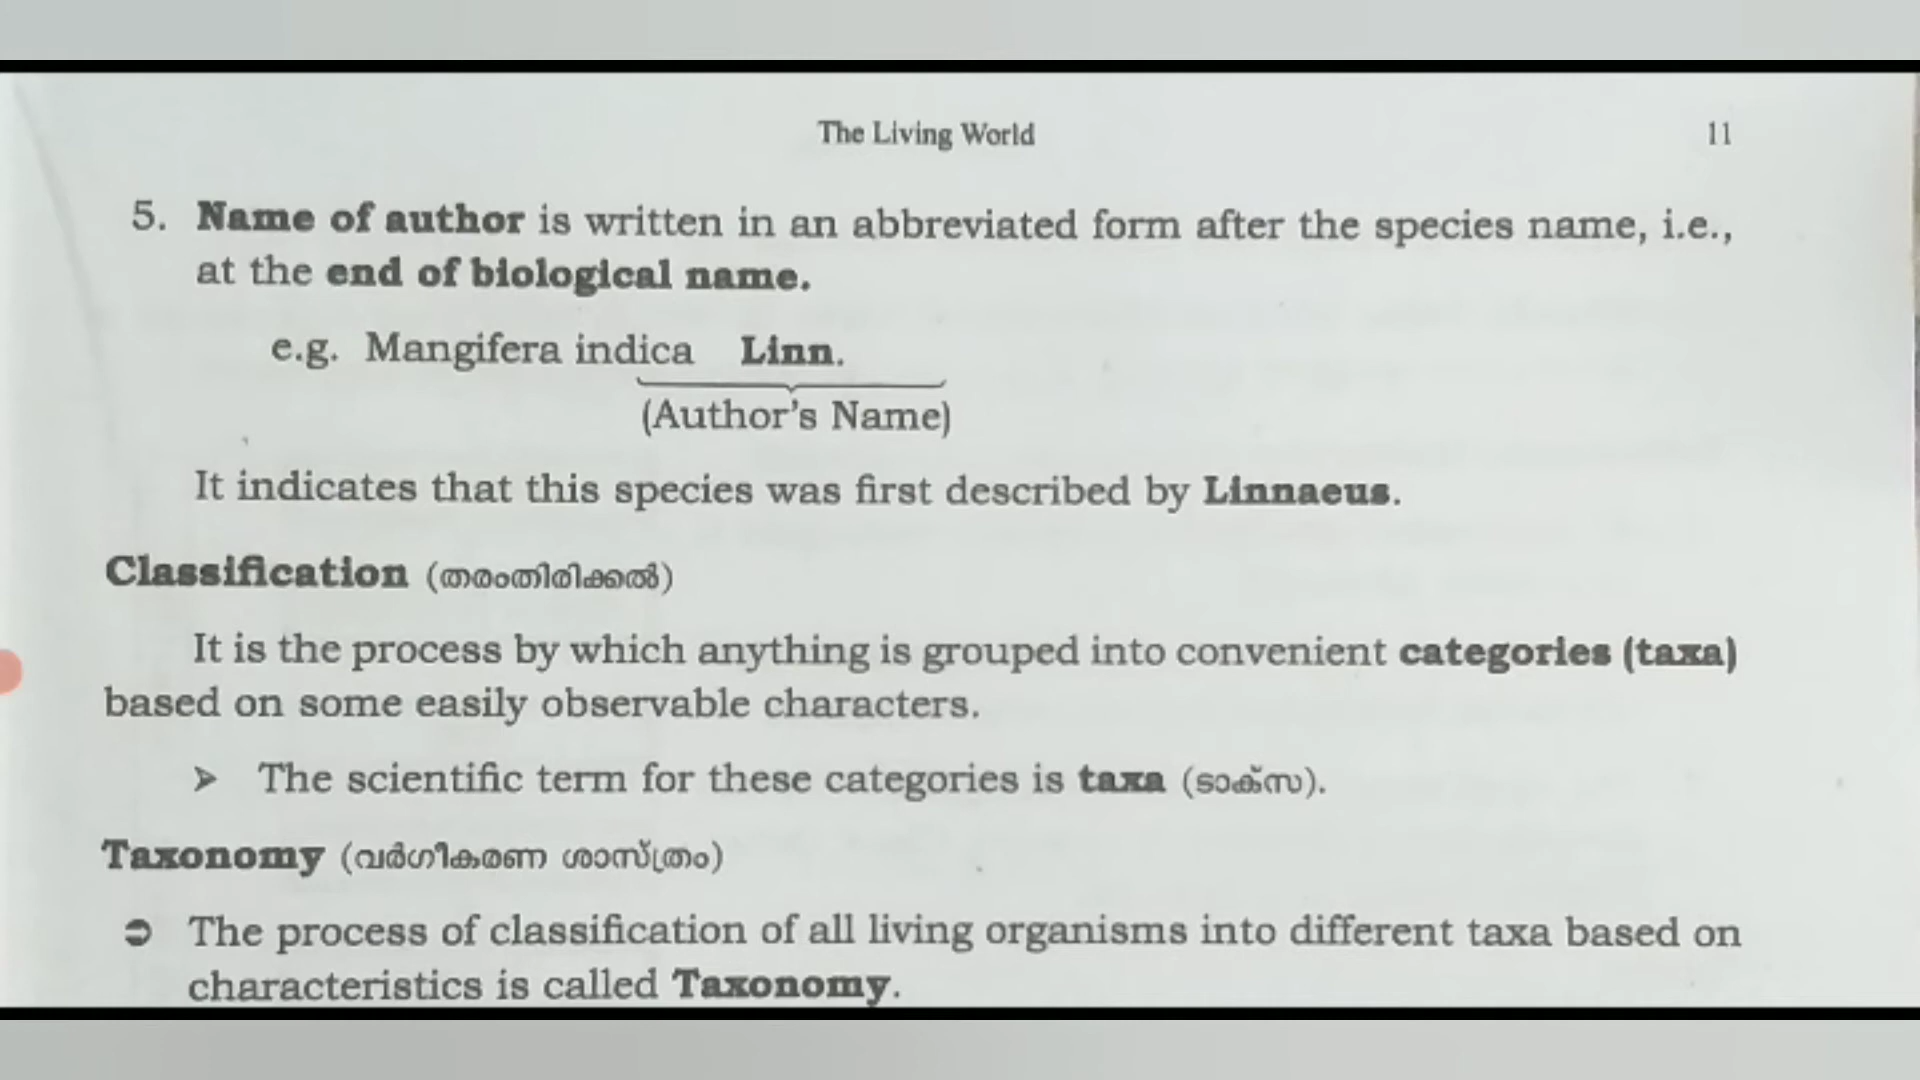 The Living World 11
5. Name of author is written in an abbreviated form after the species name, i.e.,
at the end of biological name.
e.g. Mangifera indica Linn.
(Author's Name)
It indicates that this species was first described by Linnaeus.
Classification (തരംതിരിക്കൽ)
It is the process by which anything is grouped into convenient categories (taxa)
based on some easily observable characters.
➤ The scientific term for these categories is taxa (ടാക്സ).
Taxonomy (വർഗീകരണ ശാസ്ത്രം)
➲ The process of classification of all living organisms into different taxa based on
characteristics is called Taxonomy.